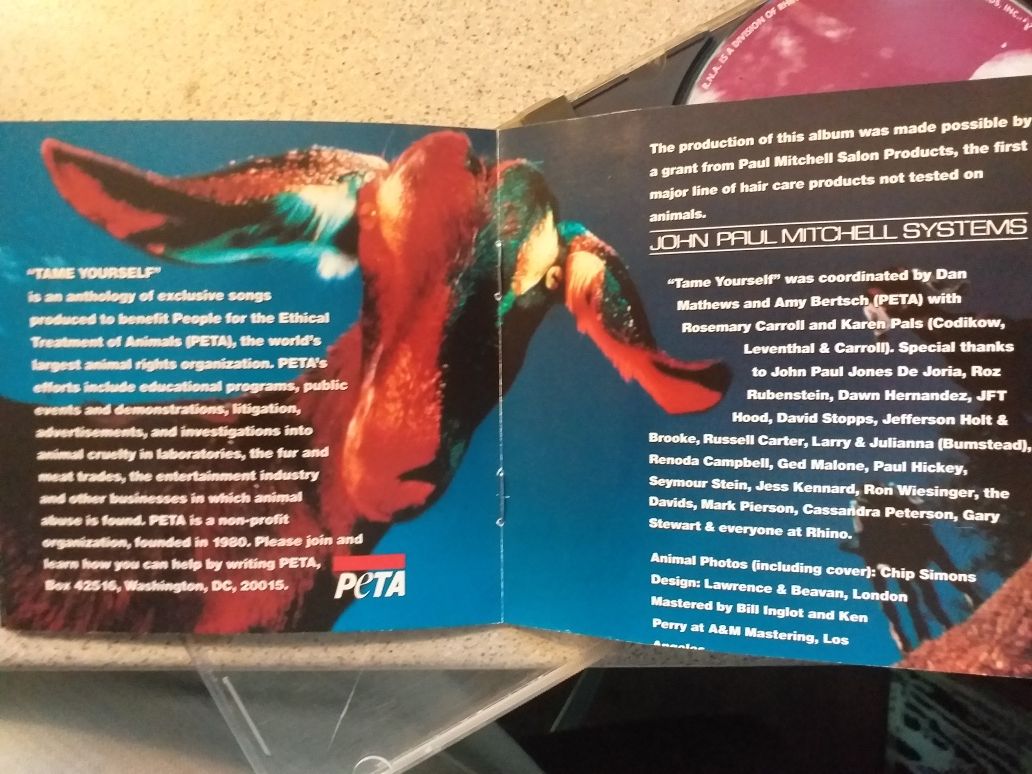 "TAME YOURSELF"
is an anthology of exclusive songs
produced to benefit People for the Ethical
Treatment of Animals (PETA), the world's
largest animal rights organization. PETA's
efforts include educational programs, public
events and demonstrations, litigation,
advertisements, and investigations into
animal cruelty in laboratories, the fur and
meat trades, the entertainment industry
and other businesses in which animal
abuse is found. PETA is a non-profit
organization, founded in 1980. Please join and
learn how you can help by writing PETA,
Box 42516, Washington, DC, 20015.
PETA
R.N.A. IS A DIVISION OF
The production of this album was made possible by
a grant from Paul Mitchell Salon Products, the first
major line of hair care products not tested on
animals.
JOHN PAUL MITCHELL SYSTEMS
"Tame Yourself" was coordinated by Dan
Mathews and Amy Bertsch (PETA) with
Rosemary Carroll and Karen Pals (Codikow,
Leventhal & Carroll). Special thanks
to John Paul Jones De Joria, Roz
Rubenstein, Dawn Hernandez, JFT
Hood, David Stopps, Jefferson Holt &
Brooke, Russell Carter, Larry & Julianna (Bumstead),
Renoda Campbell, Ged Malone, Paul Hickey,
Seymour Stein, Jess Kennard, Ron Wiesinger, the
Davids, Mark Pierson, Cassandra Peterson, Gary
Stewart & everyone at Rhino.
Animal Photos (including cover): Chip Simons
Design: Lawrence & Beavan, London
Mastered by Bill Inglot and Ken
Perry at A&M Mastering, Los
Angeles